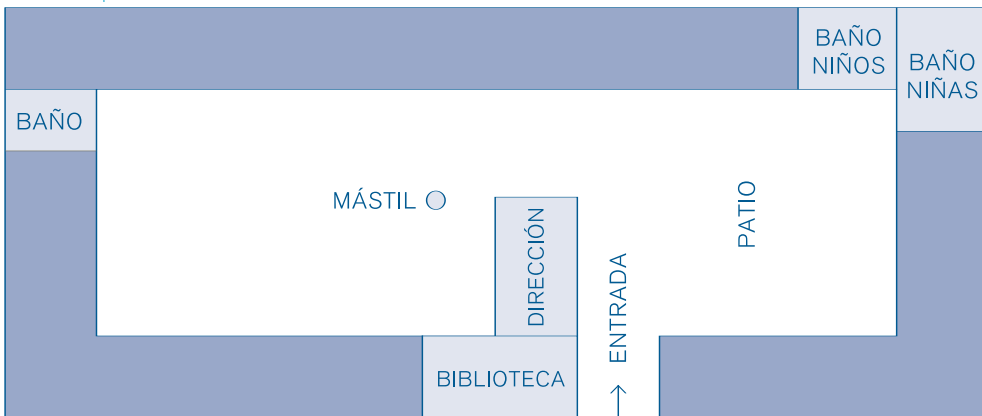 BAÑO
NIÑOS
BAÑO
NIÑAS
BAÑO
MÁSTIL
DIRECCIÓN
PATIO
ENTRADA
BIBLIOTECA